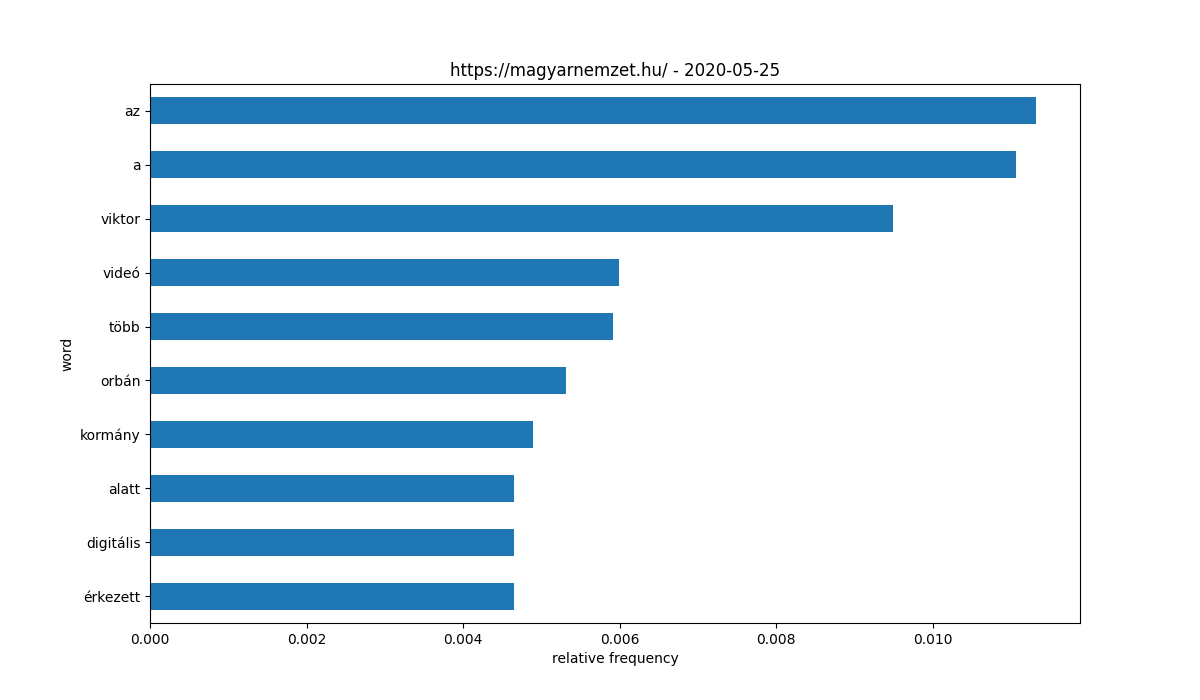 https://magyarnemzet.hu/ - 2020-05-25
az
a
viktor
videó
több
orbán
kormány
alatt
digitális
érkezett
word
0.000 0.002 0.004 0.006 0.008 0.010
relative frequency